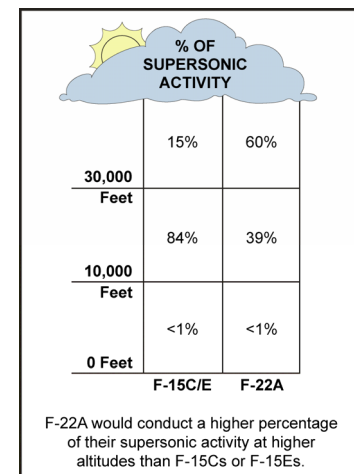 % OF
SUPERSONIC
ACTIVITY
15% 60%
30,000
Feet
84% 39%
10,000
Feet
<1% <1%
0 Feet
F-15C/E F-22A
F-22A would conduct a higher percentage
of their supersonic activity at higher
altitudes than F-15Cs or F-15Es.